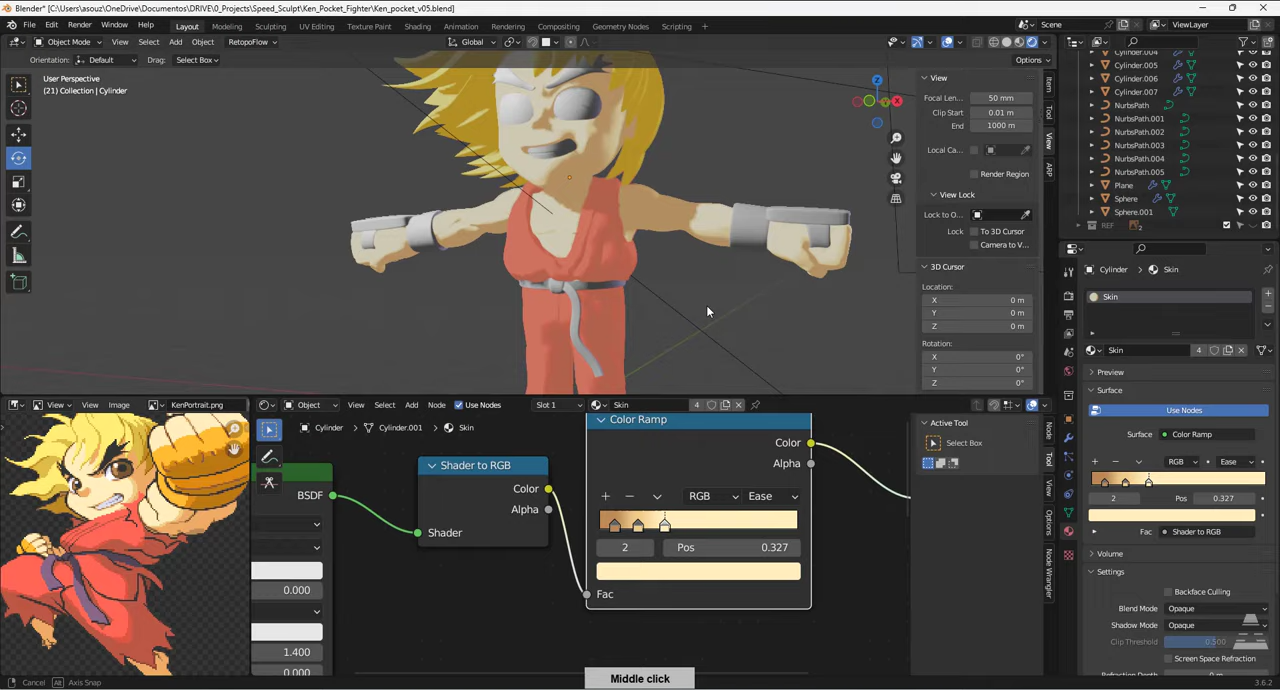 Blender* [C:\Users\asouz\OneDrive\Documentos\DRIVE\0_Projects\Speed_Sculpt\Ken_Pocket_Fighter\Ken_pocket_v05.blend]
File Edit Render Window Help Layout Modeling Sculpting UV Editing Texture Paint Shading Animation Rendering Compositing Geometry Nodes Scripting Scene ViewLayer
Object Mode View Select Add Object RetopoFlow Global
Orientation: Default Drag: Select Box Options
User Perspective
(21) Collection | Cylinder
View
Focal Len... 50 mm
Clip Start 0.01 m
End 1000 m
Local Ca...
Render Region
View Lock
Lock to O...
Lock To 3D Cursor
Camera to V...
3D Cursor
Location:
X 0 m
Y 0 m
Z 0 m
Rotation:
X 0°
Y 0°
Z 0°
Item
Tool
View
ARP
Cylinder.004
Cylinder.005
Cylinder.006
Cylinder.007
NurbsPath
NurbsPath.001
NurbsPath.002
NurbsPath.003
NurbsPath.004
NurbsPath.005
Plane
Sphere
Sphere.001
REF 2
Cylinder Skin
Skin
Skin 4
Preview
Surface
Use Nodes
Surface Color Ramp
RGB Ease
2 Pos 0.327
Fac Shader to RGB
Volume
Settings
Backface Culling
Blend Mode Opaque
Shadow Mode Opaque
Clip Threshold 0.500
Screen Space Refraction
View Image KenPortrait.png
Object View Select Add Node Use Nodes Slot 1 Skin 4
Cylinder Cylinder.001 Skin
BSDF
0.000
1.400
0.000
Shader to RGB
Color
Alpha
Shader
Color Ramp
Color
Alpha
RGB Ease
2 Pos 0.327
Fac
Active Tool
Select Box
Node
Tool
View
Options
Node Wrangler
Middle click
Cancel Alt Axis Snap 3.6.2